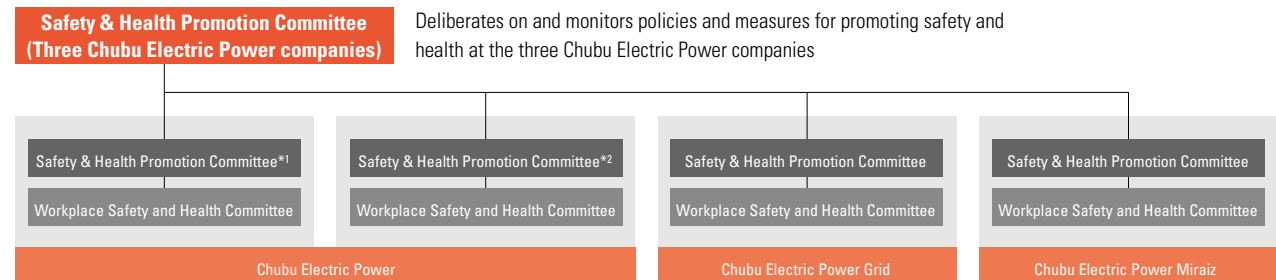 Safety & Health Promotion Committee
(Three Chubu Electric Power companies)
Deliberates on and monitors policies and measures for promoting safety and
health at the three Chubu Electric Power companies
Safety & Health Promotion Committee*1
Safety & Health Promotion Committee*2
Safety & Health Promotion Committee
Safety & Health Promotion Committee
Workplace Safety and Health Committee
Workplace Safety and Health Committee
Workplace Safety and Health Committee
Workplace Safety and Health Committee
Chubu Electric Power
Chubu Electric Power Grid
Chubu Electric Power Miraiz